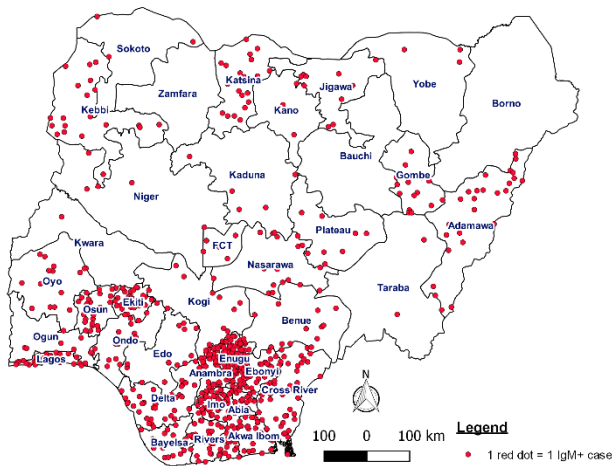 Sokoto
Katsina
Jigawa
Yobe
Borno
Zamfara
Kebbi
Kano
Bauchi
Gombe
Kaduna
Niger
Adamawa
Plateau
FCT
Kwara
Nasarawa
Taraba
Oyo
Kogi
Ekiti
Osun
Benue
Ogun
Ondo
Edo
Enugu
Lagos
Anambra
Ebonyi
Cross River
Delta
Imo
Abia
Bayelsa
Rivers
Akwa Ibom
N
100 0 100 km
Legend
1 red dot = 1 IgM+ case